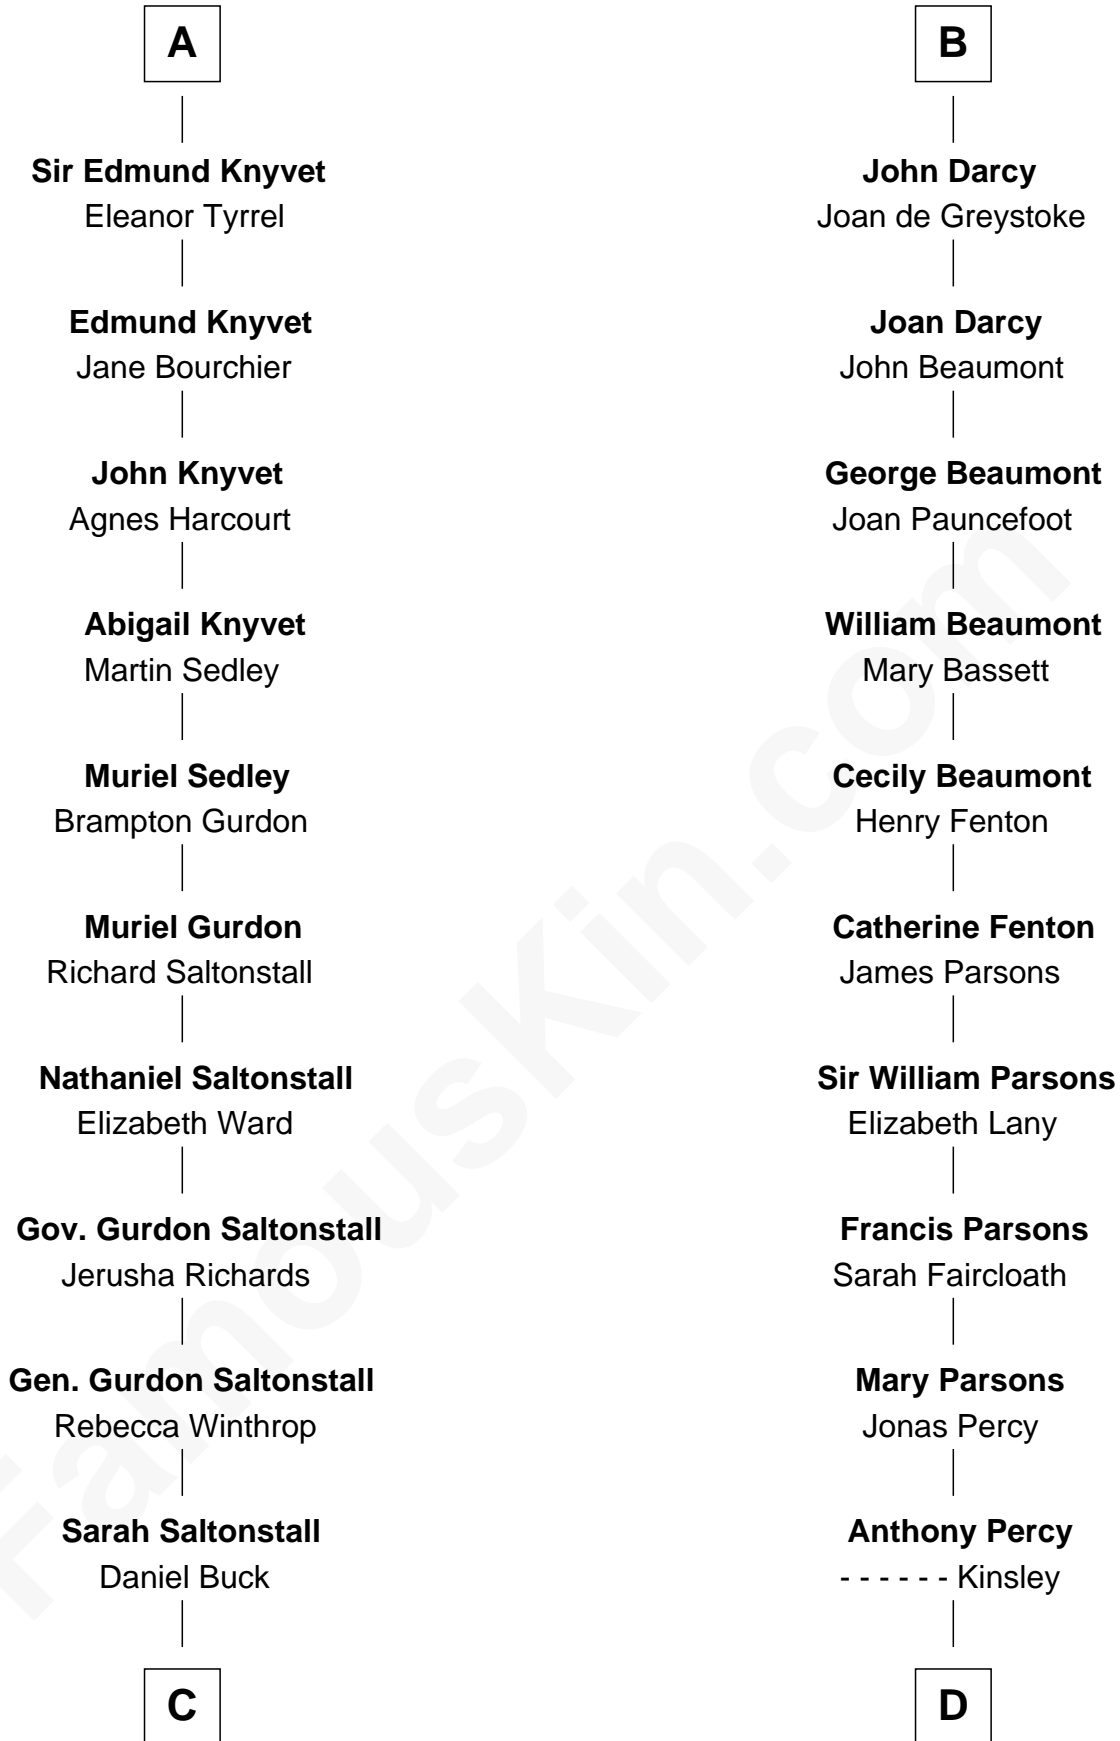 A
Sir Edmund Knyvet
Eleanor Tyrrel
Edmund Knyvet
Jane Bourchier
John Knyvet
Agnes Harcourt
Abigail Knyvet
Martin Sedley
Muriel Sedley
Brampton Gurdon
Muriel Gurdon
Richard Saltonstall
Nathaniel Saltonstall
Elizabeth Ward
Gov. Gurdon Saltonstall
Jerusha Richards
Gen. Gurdon Saltonstall
Rebecca Winthrop
Sarah Saltonstall
Daniel Buck
C
B
John Darcy
Joan de Greystoke
Joan Darcy
John Beaumont
George Beaumont
Joan Pauncefoot
William Beaumont
Mary Bassett
Cecily Beaumont
Henry Fenton
Catherine Fenton
James Parsons
Sir William Parsons
Elizabeth Lany
Francis Parsons
Sarah Faircloath
Mary Parsons
Jonas Percy
Anthony Percy
- - - - - - Kinsley
D
FamousKin.com